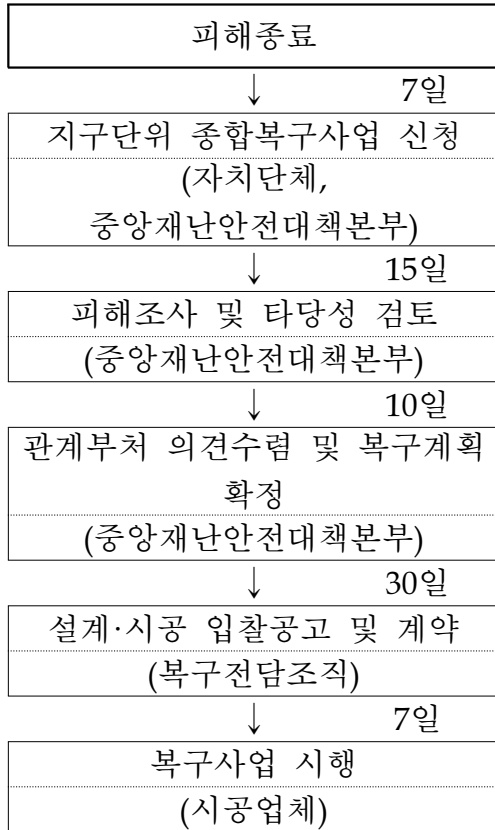 피해종료
↓ 7일
지구단위 종합복구사업 신청
(자치단체,
중앙재난안전대책본부)
↓ 15일
피해조사 및 타당성 검토
(중앙재난안전대책본부)
↓ 10일
관계부처 의견수렴 및 복구계획
확정
(중앙재난안전대책본부)
↓ 30일
설계·시공 입찰공고 및 계약
(복구전담조직)
↓ 7일
복구사업 시행
(시공업체)